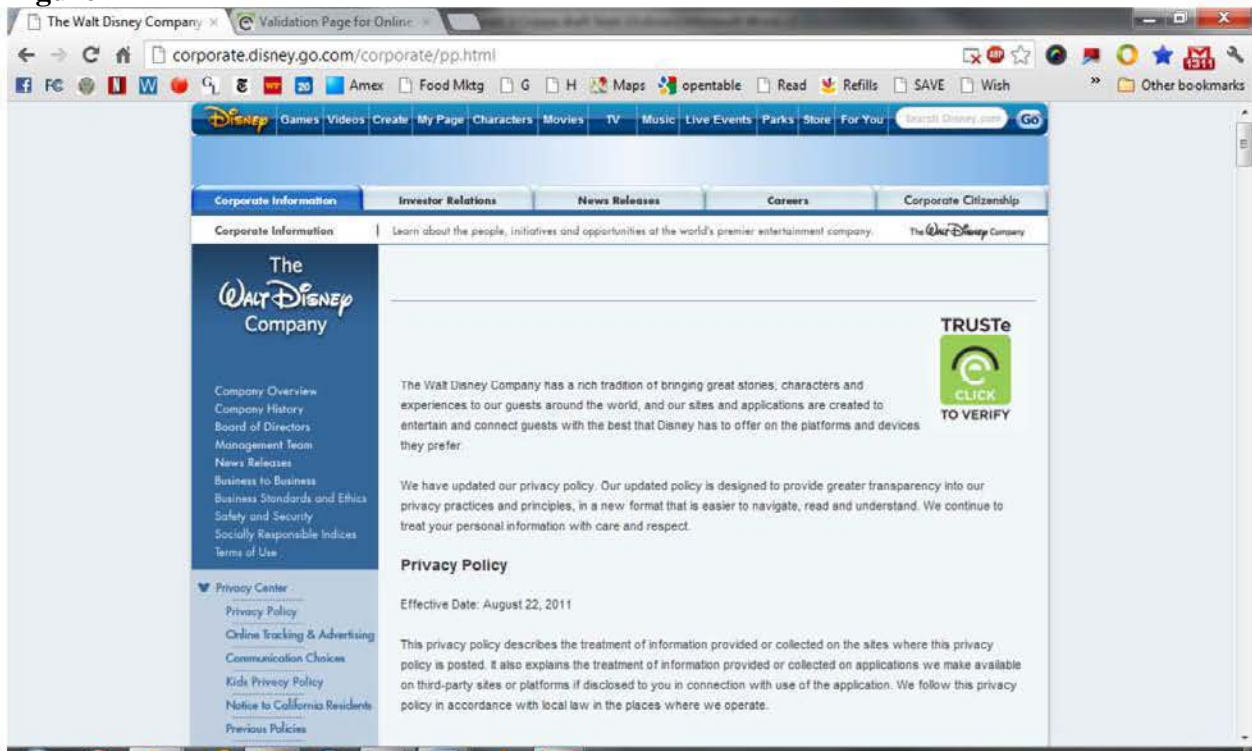 The Walt Disney Company
Validation Page for Online
corporate.disney.go.com/corporate/pp.html
FC Amex Food Mktg G H Maps opentable Read Refills SAVE Wish » Other bookmarks
Disney Games Videos Create My Page Characters Movies TV Music Live Events Parks Store For You Search Disney.com Go
Corporate Information Investor Relations News Releases Careers Corporate Citizenship
Corporate Information | Learn about the people, initiatives and opportunities at the world's premier entertainment company. The Walt Disney Company
The
Walt Disney
Company
Company Overview
Company History
Board of Directors
Management Team
News Releases
Business to Business
Business Standards and Ethics
Safety and Security
Socially Responsible Indices
Terms of Use
Privacy Center
Privacy Policy
Online Tracking & Advertising
Communication Choices
Kids Privacy Policy
Notice to California Residents
Previous Policies
TRUSTe
CLICK
TO VERIFY
The Walt Disney Company has a rich tradition of bringing great stories, characters and
experiences to our guests around the world, and our sites and applications are created to
entertain and connect guests with the best that Disney has to offer on the platforms and devices
they prefer.
We have updated our privacy policy. Our updated policy is designed to provide greater transparency into our
privacy practices and principles, in a new format that is easier to navigate, read and understand. We continue to
treat your personal information with care and respect.
Privacy Policy
Effective Date: August 22, 2011
This privacy policy describes the treatment of information provided or collected on the sites where this privacy
policy is posted. It also explains the treatment of information provided or collected on applications we make available
on third-party sites or platforms if disclosed to you in connection with use of the application. We follow this privacy
policy in accordance with local law in the places where we operate.